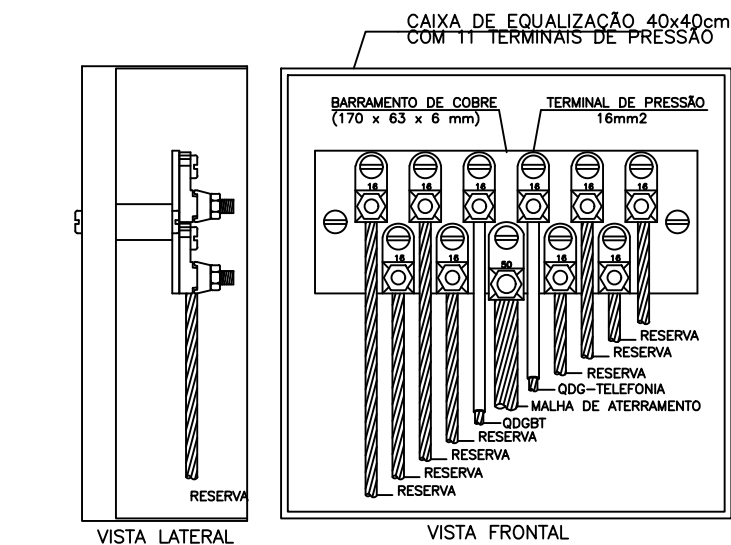 CAIXA DE EQUALIZAÇÃO 40x40cm
COM 11 TERMINAIS DE PRESSÃO
BARRAMENTO DE COBRE
(170 x 63 x 6 mm)
TERMINAL DE PRESSÃO
16mm2
16 16 16 16 16 16
16 16 50 16 16
RESERVA
RESERVA
RESERVA
QDG-TELEFONIA
MALHA DE ATERRAMENTO
QDGBT
RESERVA
RESERVA
RESERVA
RESERVA
RESERVA
VISTA LATERAL
VISTA FRONTAL